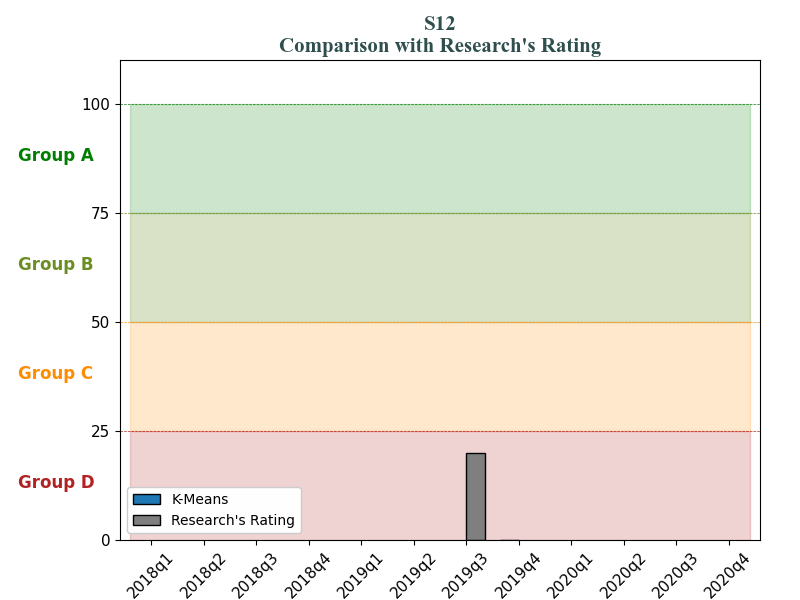 S12
Comparison with Research's Rating
100
Group A
75
Group B
50
Group C
25
Group D
K-Means
Research's Rating
0
2018q1
2018q2
2018q3
2018q4
2019q1
2019q2
2019q3
2019q4
2020q1
2020q2
2020q3
2020q4